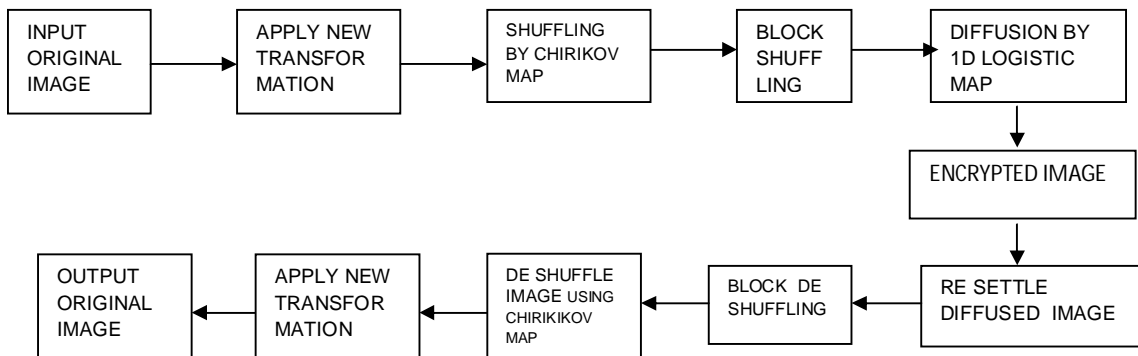 INPUT
ORIGINAL
IMAGE
APPLY NEW
TRANSFOR
MATION
SHUFFLING
BY CHIRIKOV
MAP
BLOCK
SHUFF
LING
DIFFUSION BY
1D LOGISTIC
MAP
ENCRYPTED IMAGE
RE SETTLE
DIFFUSED IMAGE
BLOCK DE
SHUFFLING
DE SHUFFLE
IMAGE USING
CHIRIKIKOV
MAP
APPLY NEW
TRANSFOR
MATION
OUTPUT
ORIGINAL
IMAGE